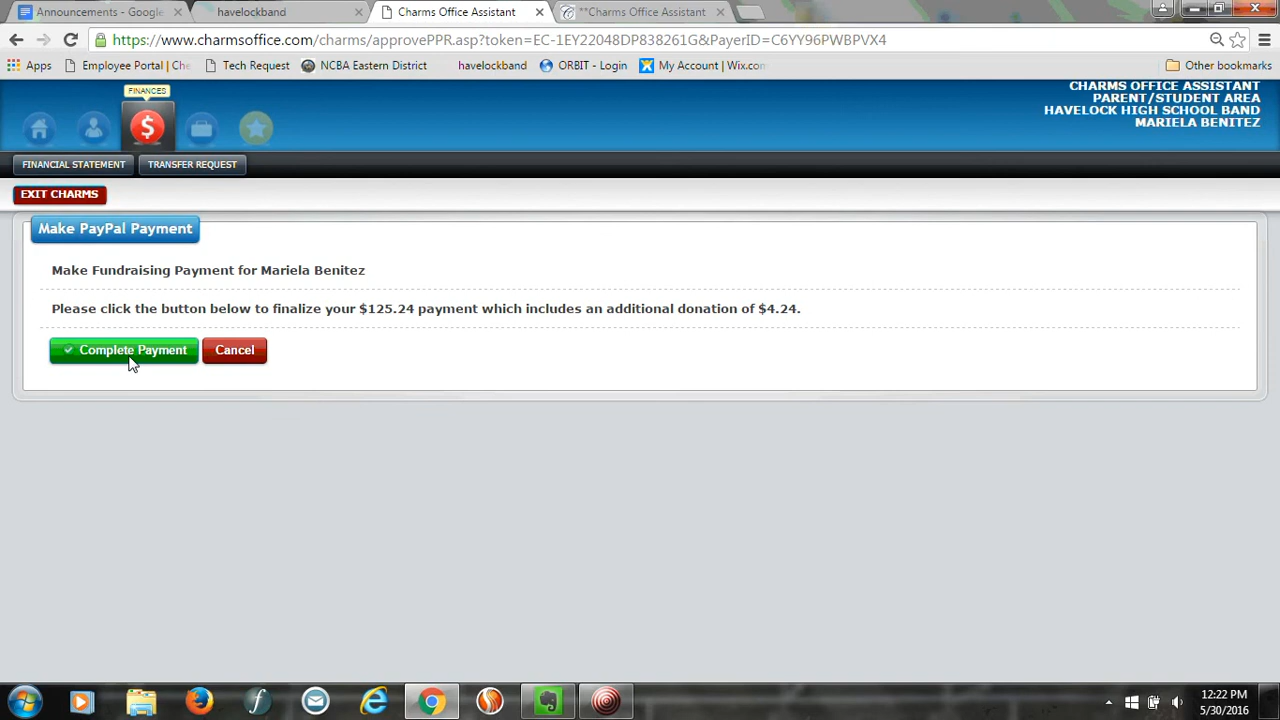 Announcements - Google
havelockband
Charms Office Assistant
**Charms Office Assistant
https://www.charmsoffice.com/charms/approvePPR.asp?token=EC-1EY22048DP838261G&PayerID=C6YY96PWBPVX4
Apps
Employee Portal | Che
Tech Request
NCBA Eastern District
havelockband
ORBIT - Login
My Account | Wix.com
Other bookmarks
FINANCES
CHARMS OFFICE ASSISTANT
PARENT/STUDENT AREA
HAVELOCK HIGH SCHOOL BAND
MARIELA BENITEZ
FINANCIAL STATEMENT
TRANSFER REQUEST
EXIT CHARMS
Make PayPal Payment
Make Fundraising Payment for Mariela Benitez
Please click the button below to finalize your $125.24 payment which includes an additional donation of $4.24.
Complete Payment
Cancel
12:22 PM
5/30/2016